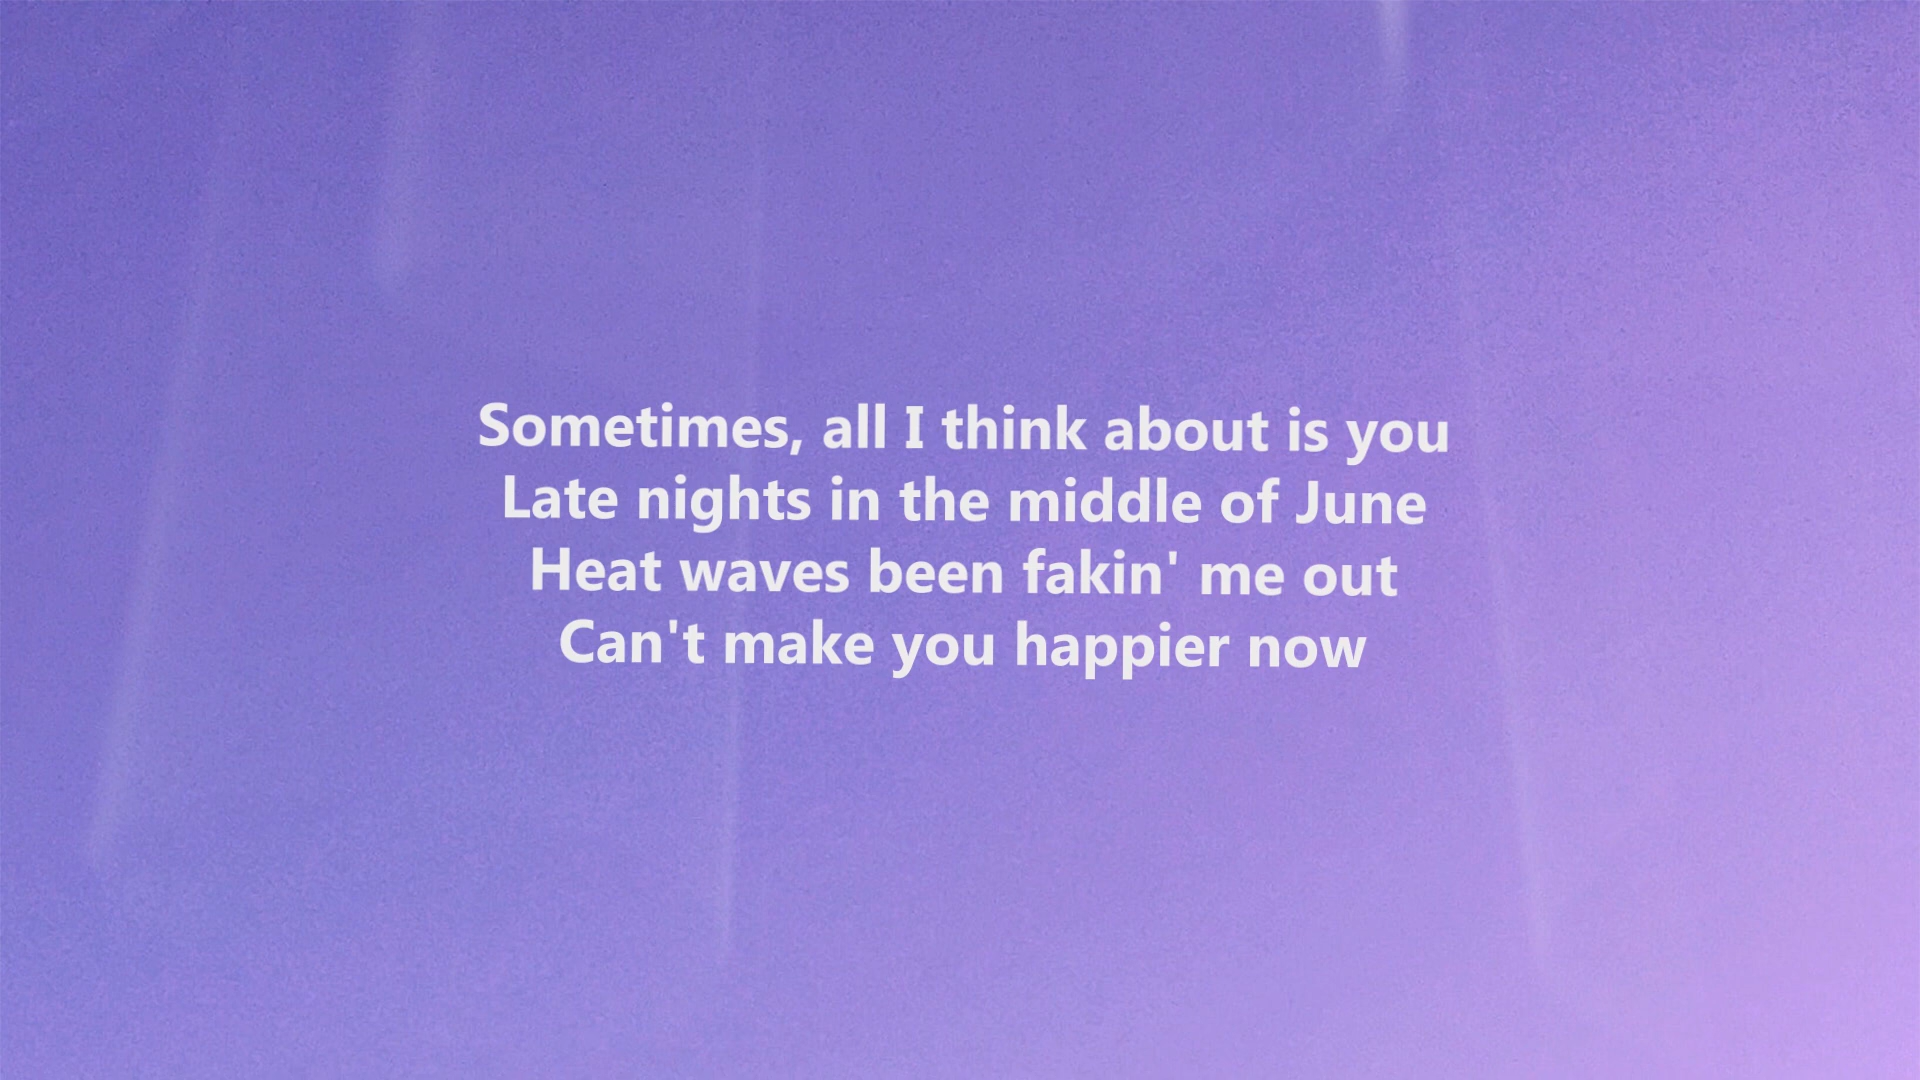 Sometimes, all I think about is you
Late nights in the middle of June
Heat waves been fakin' me out
Can't make you happier now